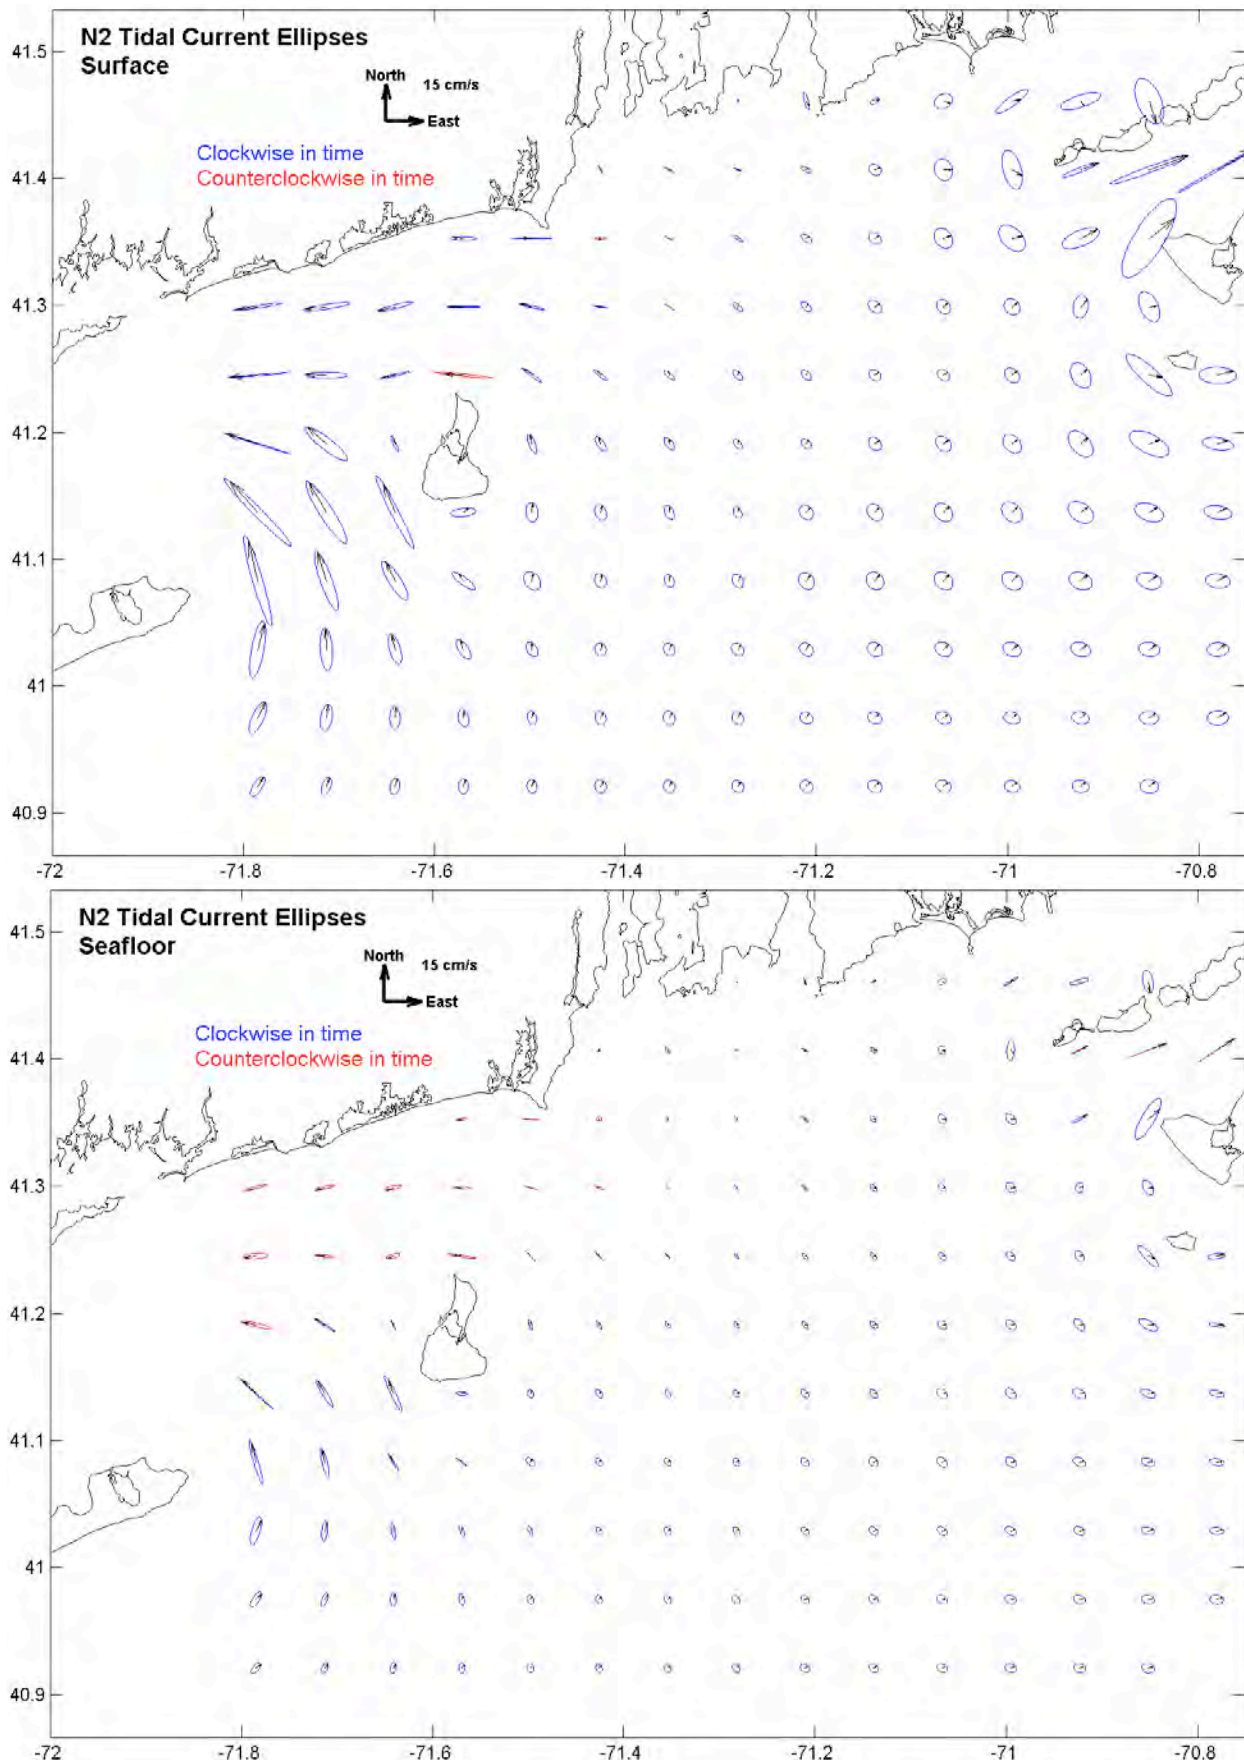 N2 Tidal Current Ellipses
Surface
North
15 cm/s
East
Clockwise in time
Counterclockwise in time
41.5
41.4
41.3
41.2
41.1
41
40.9
-72
-71.8
-71.6
-71.4
-71.2
-71
-70.8
N2 Tidal Current Ellipses
Seafloor
North
15 cm/s
East
Clockwise in time
Counterclockwise in time
41.5
41.4
41.3
41.2
41.1
41
40.9
-72
-71.8
-71.6
-71.4
-71.2
-71
-70.8